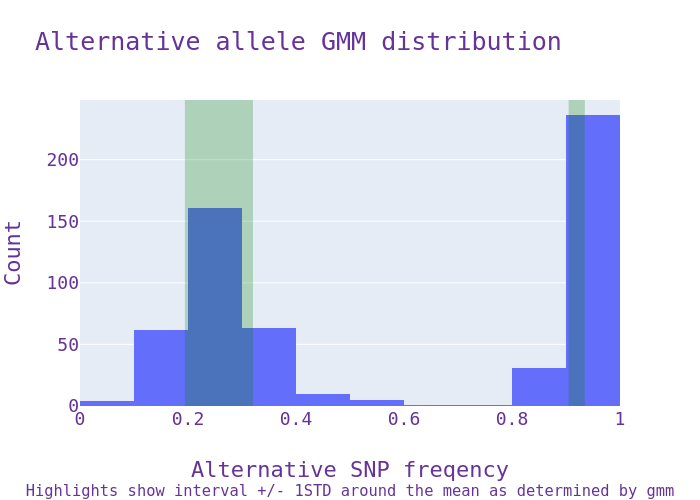 Alternative allele GMM distribution
Count
200
150
100
50
0
0 0.2 0.4 0.6 0.8 1
Alternative SNP freqency
Highlights show interval +/- 1STD around the mean as determined by gmm